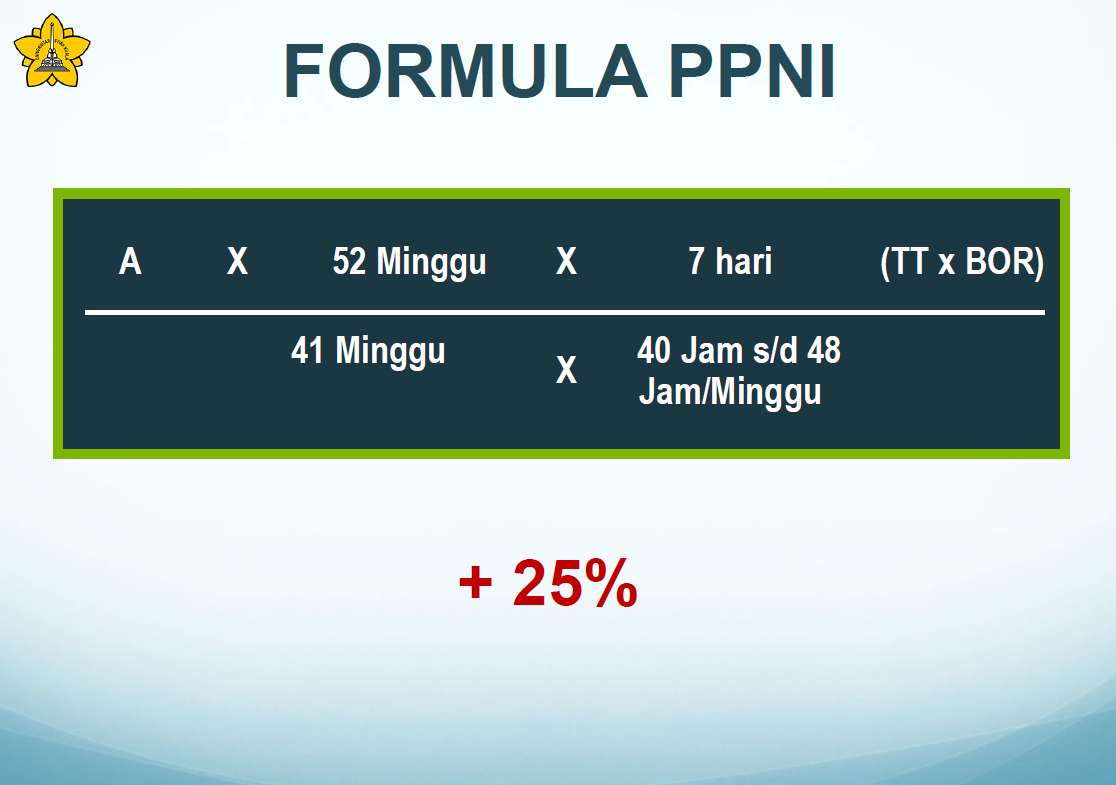 FORMULA PPNI
A X 52 Minggu X 7 hari (TT x BOR)
41 Minggu X 40 Jam s/d 48
Jam/Minggu
+ 25%